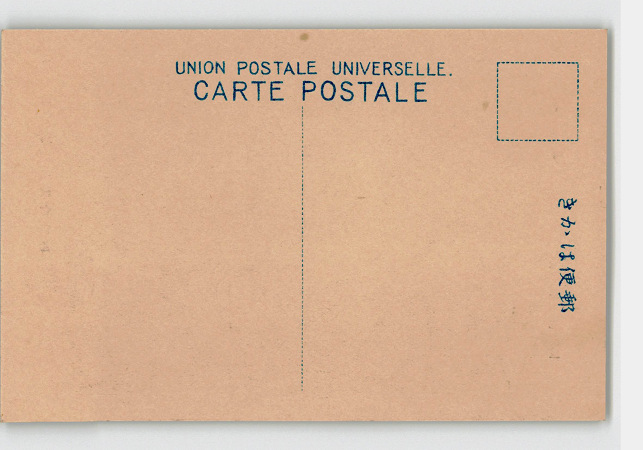 UNION POSTALE UNIVERSELLE.
CARTE POSTALE
郵便はかき